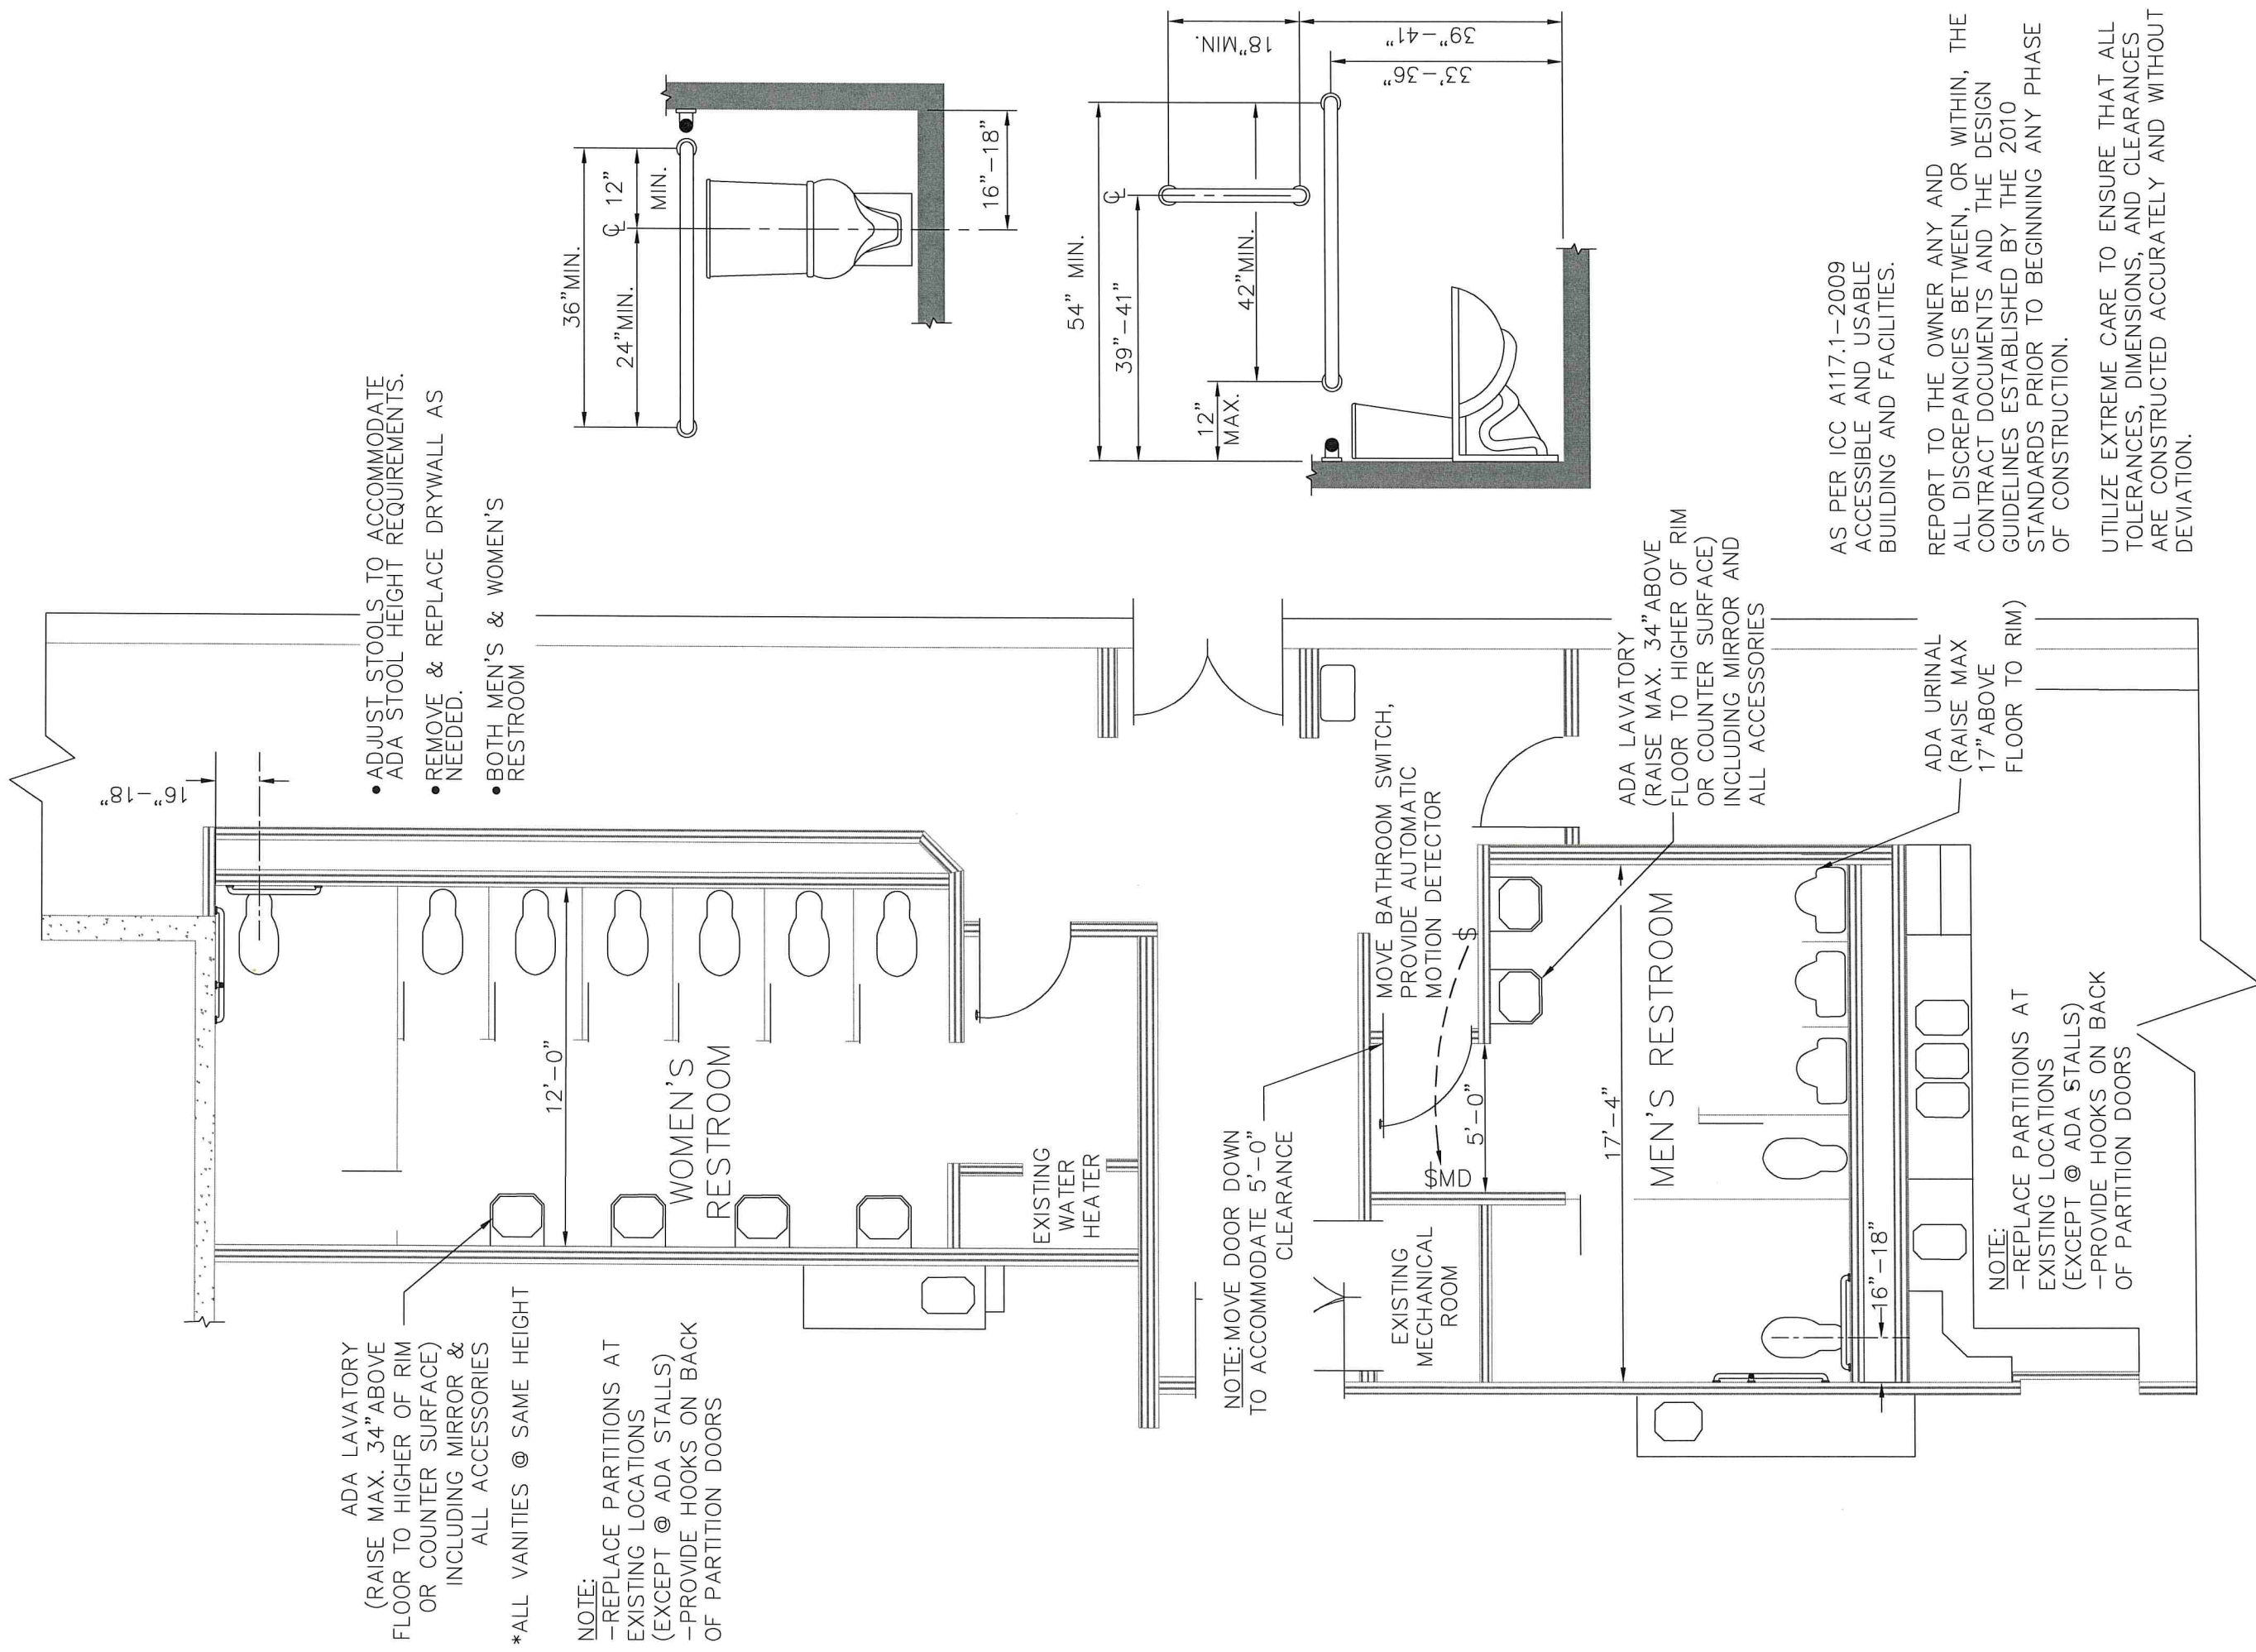 ADA LAVATORY
(RAISE MAX. 34"ABOVE
FLOOR TO HIGHER OF RIM
OR COUNTER SURFACE)
INCLUDING MIRROR &
ALL ACCESSORIES
*ALL VANITIES @ SAME HEIGHT
NOTE:
-REPLACE PARTITIONS AT
EXISTING LOCATIONS
(EXCEPT @ ADA STALLS)
-PROVIDE HOOKS ON BACK
OF PARTITION DOORS
16"-18"
12'-0"
WOMEN'S
RESTROOM
EXISTING
WATER
HEATER
• ADJUST STOOLS TO ACCOMMODATE
ADA STOOL HEIGHT REQUIREMENTS.
• REMOVE & REPLACE DRYWALL AS
NEEDED.
• BOTH MEN'S & WOMEN'S
RESTROOM
36"MIN.
24"MIN.
℄ 12"
MIN.
16"-18"
54" MIN.
39"-41"
℄
12"
MAX.
42"MIN.
18"MIN.
33'-36"
39"-41"
NOTE: MOVE DOOR DOWN
TO ACCOMMODATE 5'-0"
CLEARANCE
MOVE BATHROOM SWITCH,
PROVIDE AUTOMATIC
MOTION DETECTOR
$
$MD
5'-0"
EXISTING
MECHANICAL
ROOM
17'-4"
MEN'S RESTROOM
16"-18"
ADA LAVATORY
(RAISE MAX. 34"ABOVE
FLOOR TO HIGHER OF RIM
OR COUNTER SURFACE)
INCLUDING MIRROR AND
ALL ACCESSORIES
ADA URINAL
(RAISE MAX
17"ABOVE
FLOOR TO RIM)
NOTE:
-REPLACE PARTITIONS AT
EXISTING LOCATIONS
(EXCEPT @ ADA STALLS)
-PROVIDE HOOKS ON BACK
OF PARTITION DOORS
AS PER ICC A117.1-2009
ACCESSIBLE AND USABLE
BUILDING AND FACILITIES.
REPORT TO THE OWNER ANY AND
ALL DISCREPANCIES BETWEEN, OR WITHIN, THE
CONTRACT DOCUMENTS AND THE DESIGN
GUIDELINES ESTABLISHED BY THE 2010
STANDARDS PRIOR TO BEGINNING ANY PHASE
OF CONSTRUCTION.
UTILIZE EXTREME CARE TO ENSURE THAT ALL
TOLERANCES, DIMENSIONS, AND CLEARANCES
ARE CONSTRUCTED ACCURATELY AND WITHOUT
DEVIATION.